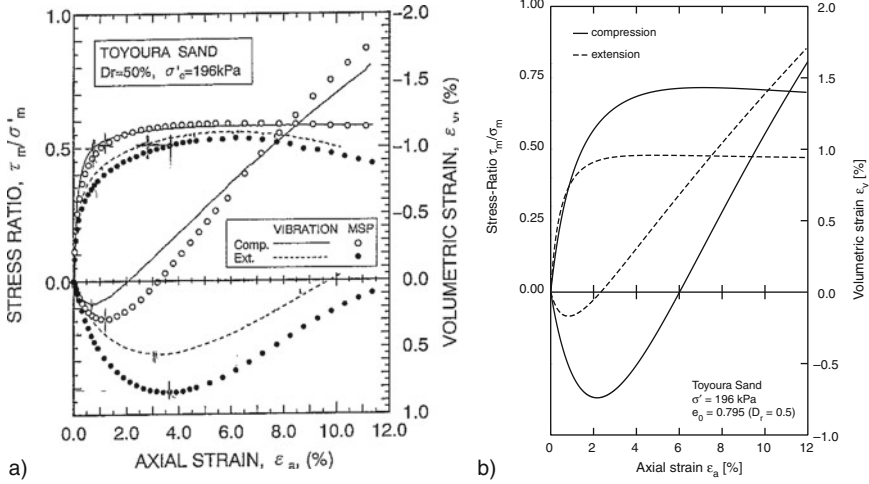 TOYOURA SAND
Dr=50%, σ'c=196kPa
VIBRATION MSP
Comp.
Ext.
STRESS RATIO, τm/σ'm
1.0
0.5
0.0
VOLUMETRIC STRAIN, εv, (%)
-2.0
-1.5
-1.0
-0.5
0.0
0.5
1.0
0.0 2.0 4.0 6.0 8.0 10.0 12.0
AXIAL STRAIN, εa, (%)
a)
compression
extension
Stress-Ratio τm/σm
1.00
0.75
0.50
0.25
0.00
Volumetric strain εv [%]
2.0
1.5
1.0
0.5
0.0
−0.5
−1.0
Toyoura Sand
σ' = 196 kPa
e0 = 0.795 (Dr = 0.5)
0 2 4 6 8 10 12
Axial strain εa [%]
b)